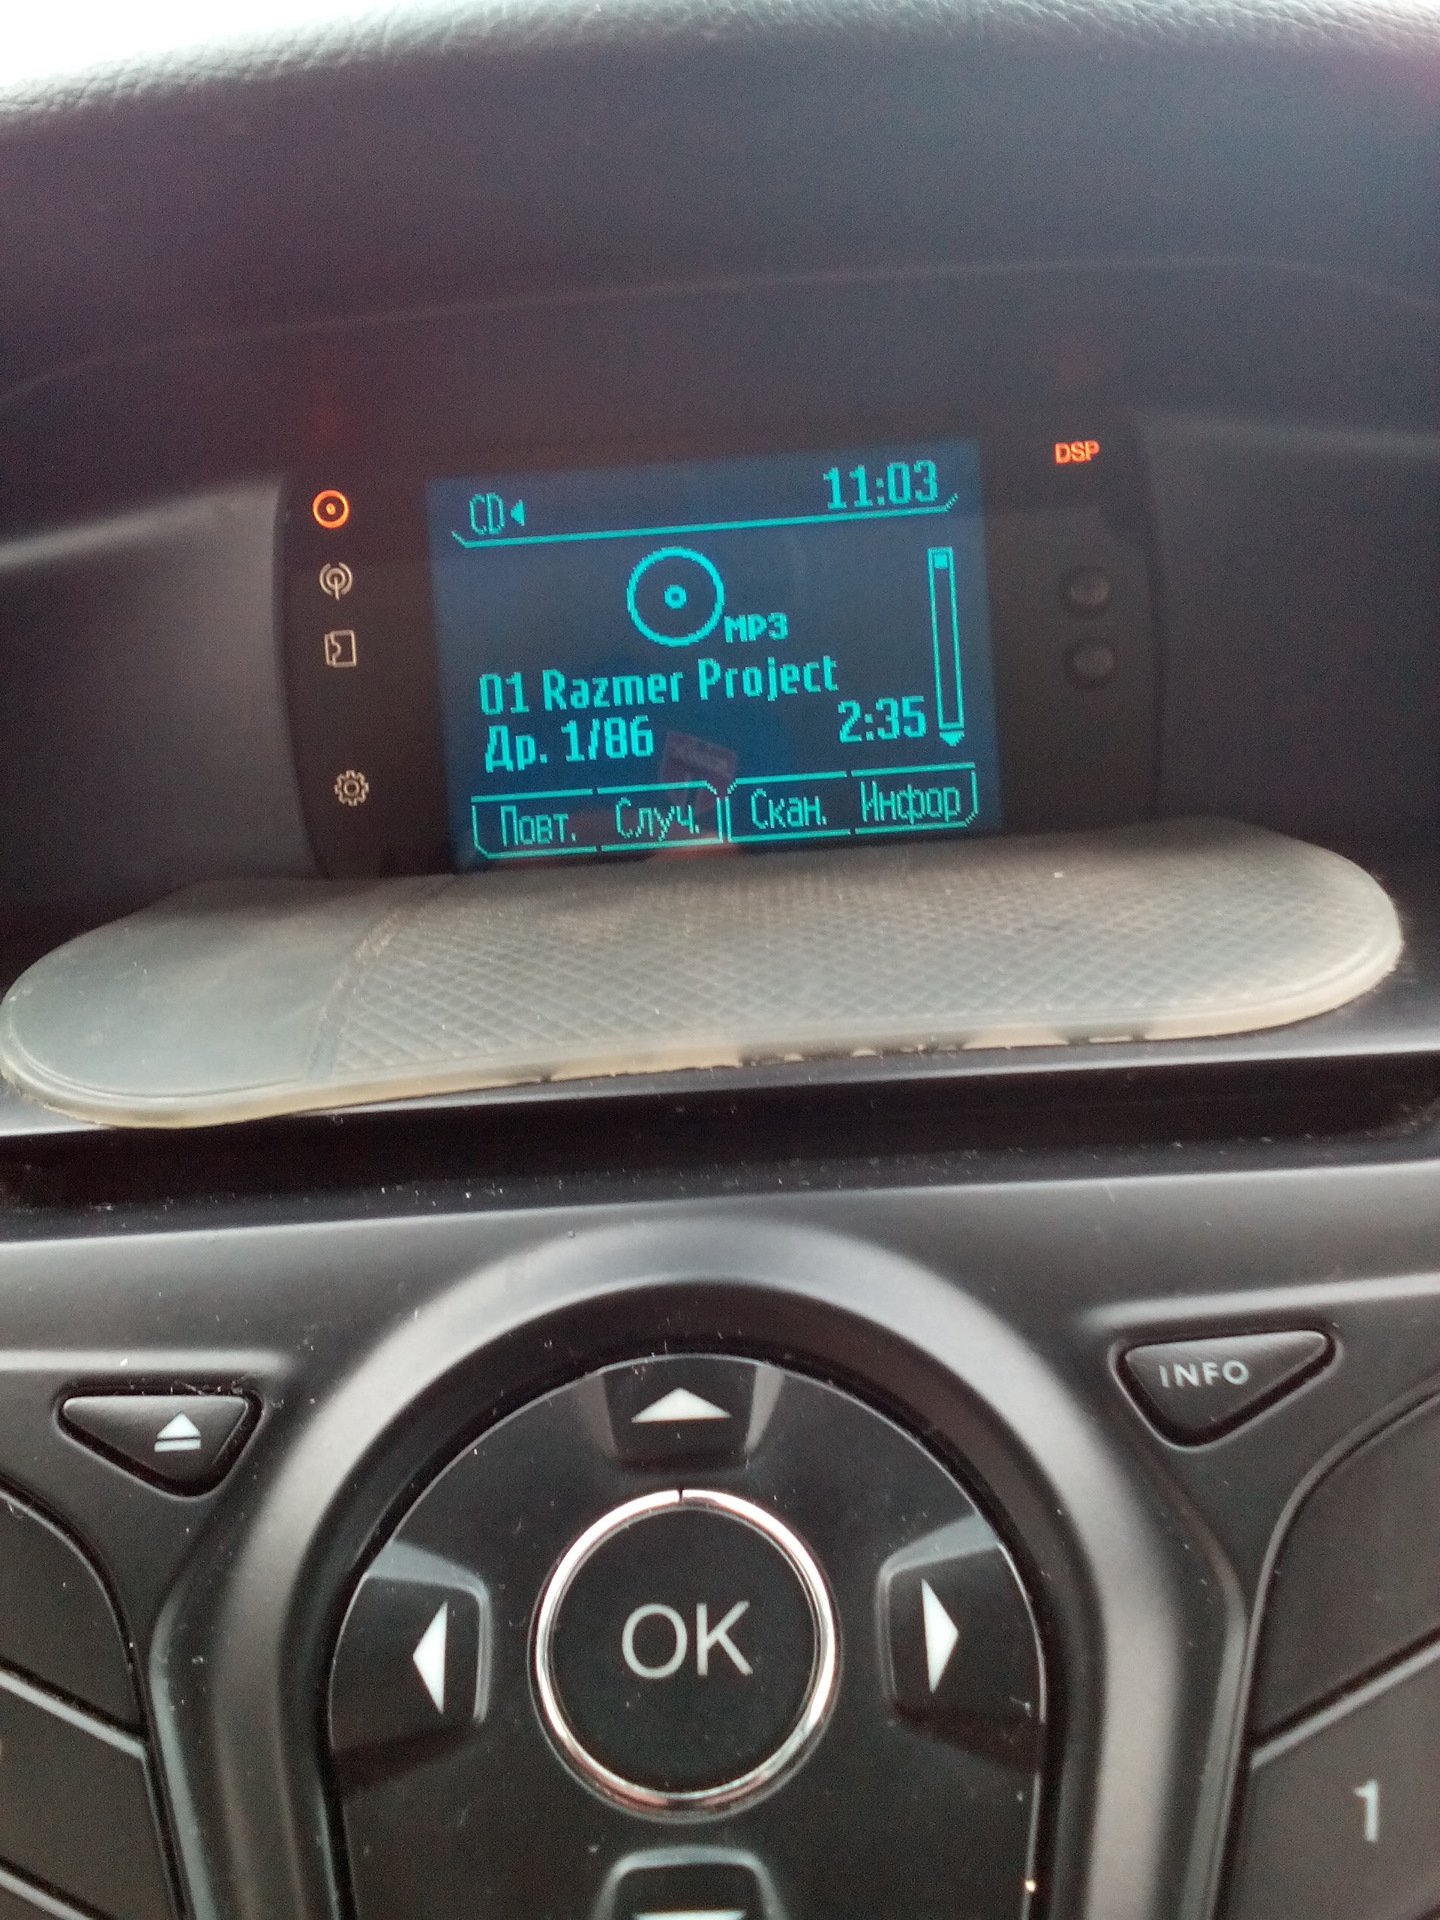 DSP
CD 11:03
MP3
01 Razmer Project
Др. 1/86 2:35
Повт. Случ. Скан. Инфор
INFO
OK
1